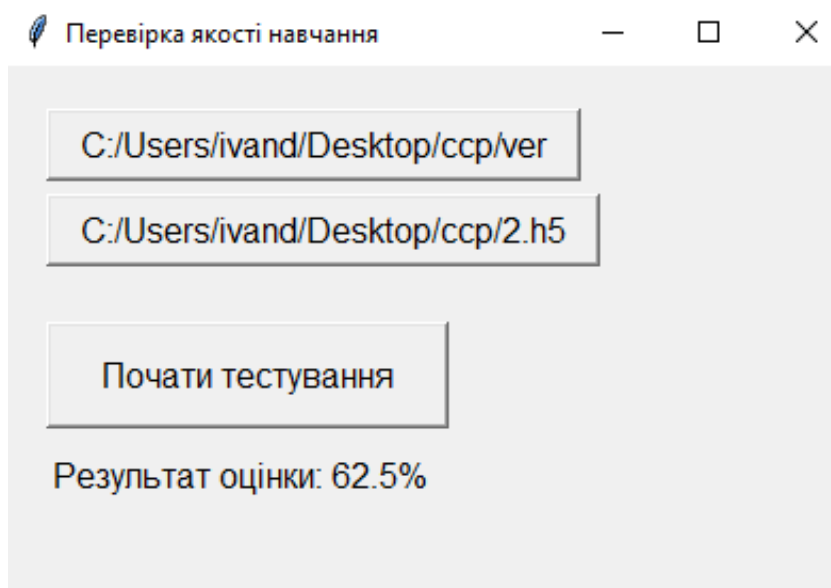 Перевірка якості навчання
C:/Users/ivand/Desktop/ccp/ver
C:/Users/ivand/Desktop/ccp/2.h5
Почати тестування
Результат оцінки: 62.5%